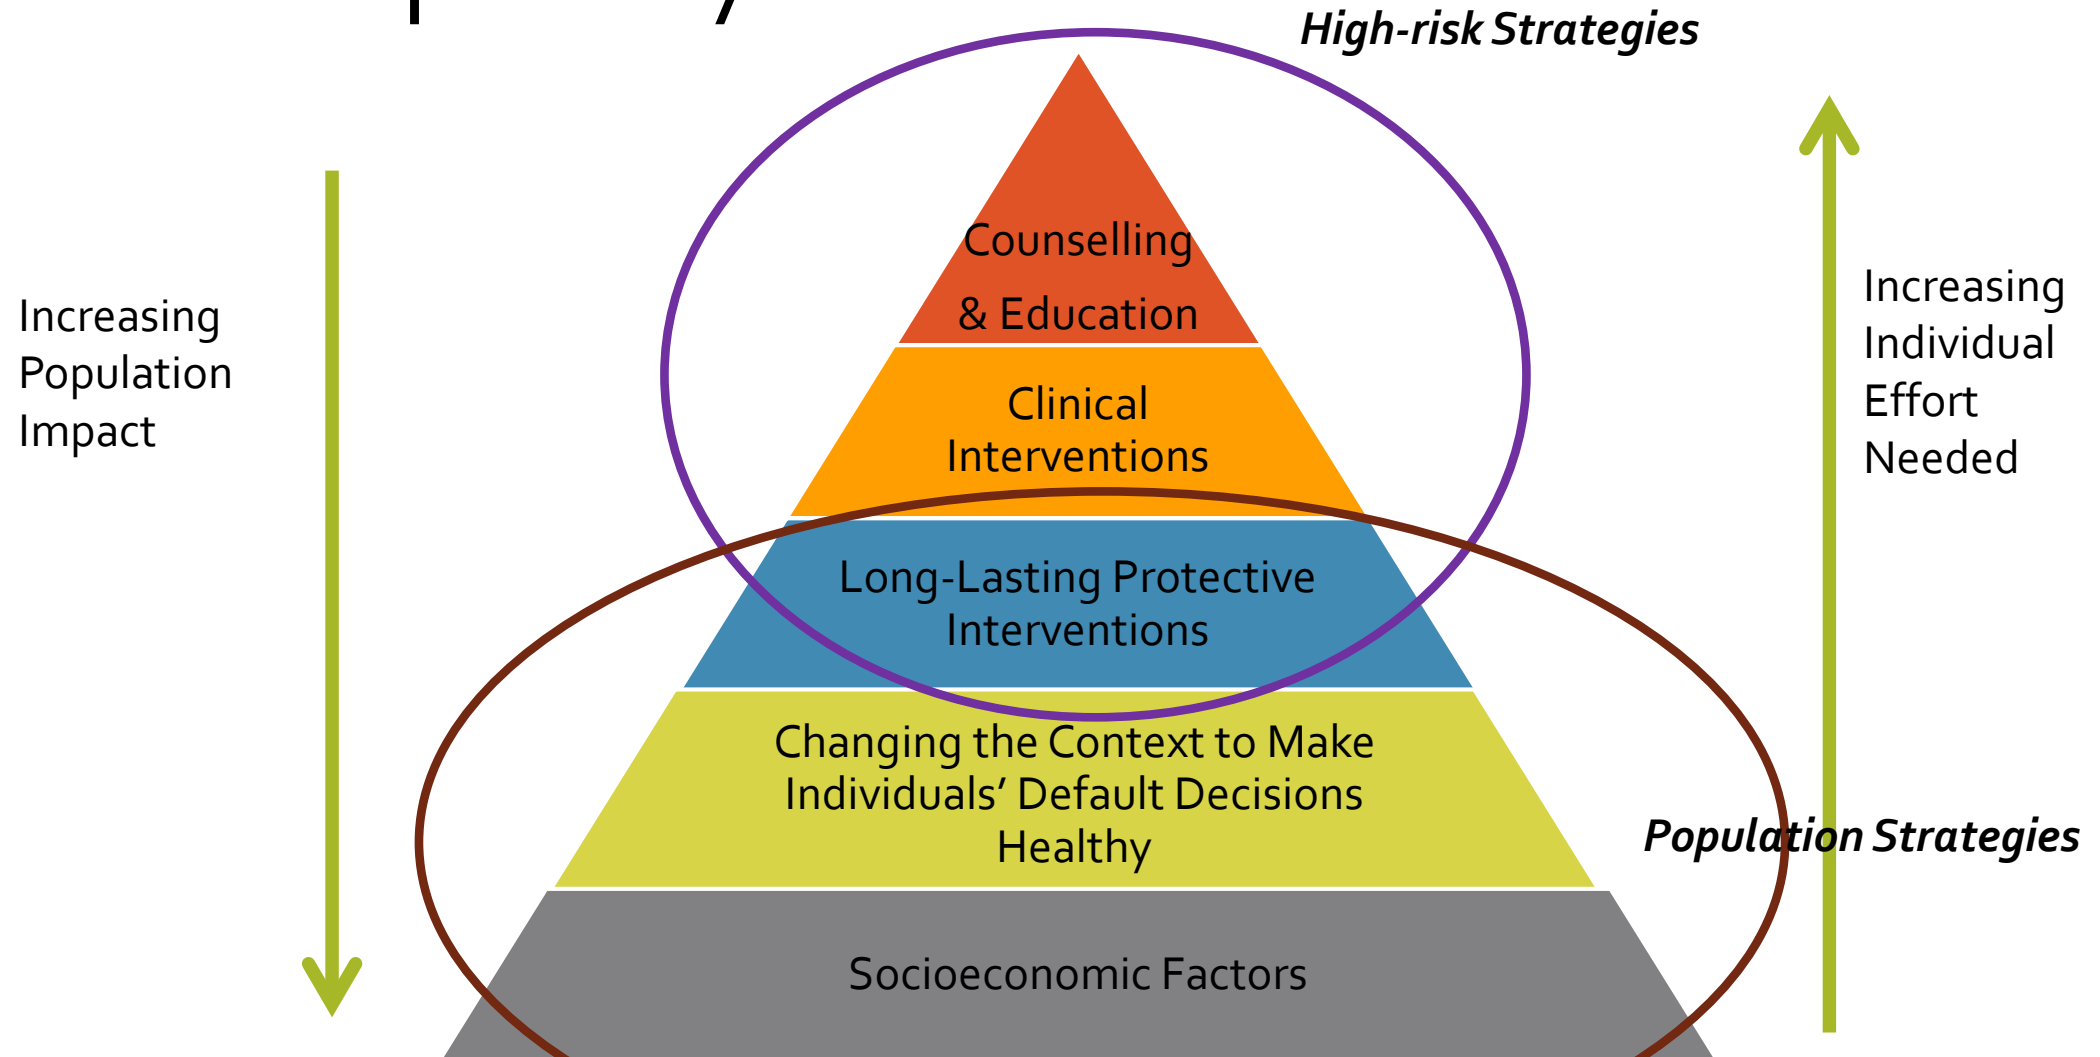 High-risk Strategies
Counselling
& Education
Increasing
Population
Impact
Increasing
Individual
Effort
Needed
Clinical
Interventions
Long-Lasting Protective
Interventions
Changing the Context to Make
Individuals’ Default Decisions
Healthy
Population Strategies
Socioeconomic Factors